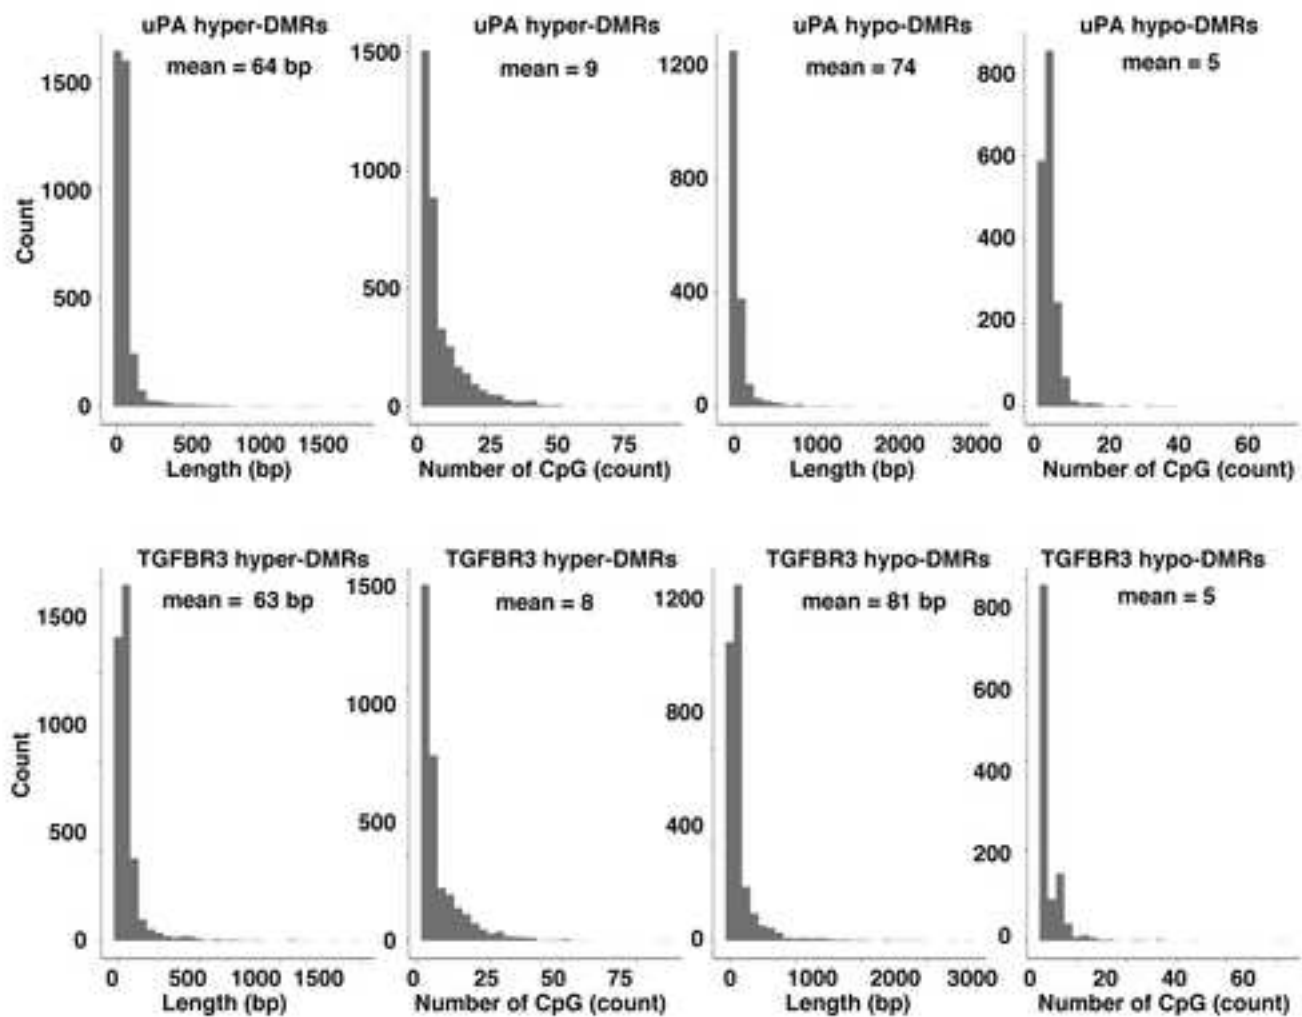 uPA hyper-DMRs
mean = 64 bp
1500
1000
500
0
Count
0 500 1000 1500
Length (bp)
uPA hyper-DMRs
mean = 9
1500
1000
500
0
0 25 50 75
Number of CpG (count)
uPA hypo-DMRs
mean = 74
1200
800
400
0
0 1000 2000 3000
Length (bp)
uPA hypo-DMRs
mean = 5
800
600
400
200
0
0 20 40 60
Number of CpG (count)
TGFBR3 hyper-DMRs
mean = 63 bp
1500
1000
500
0
Count
0 500 1000 1500
Length (bp)
TGFBR3 hyper-DMRs
mean = 8
1500
1000
500
0
0 25 50 75
Number of CpG (count)
TGFBR3 hypo-DMRs
mean = 81 bp
1200
800
400
0
0 1000 2000 3000
Length (bp)
TGFBR3 hypo-DMRs
mean = 5
800
600
400
200
0
0 20 40 60
Number of CpG (count)